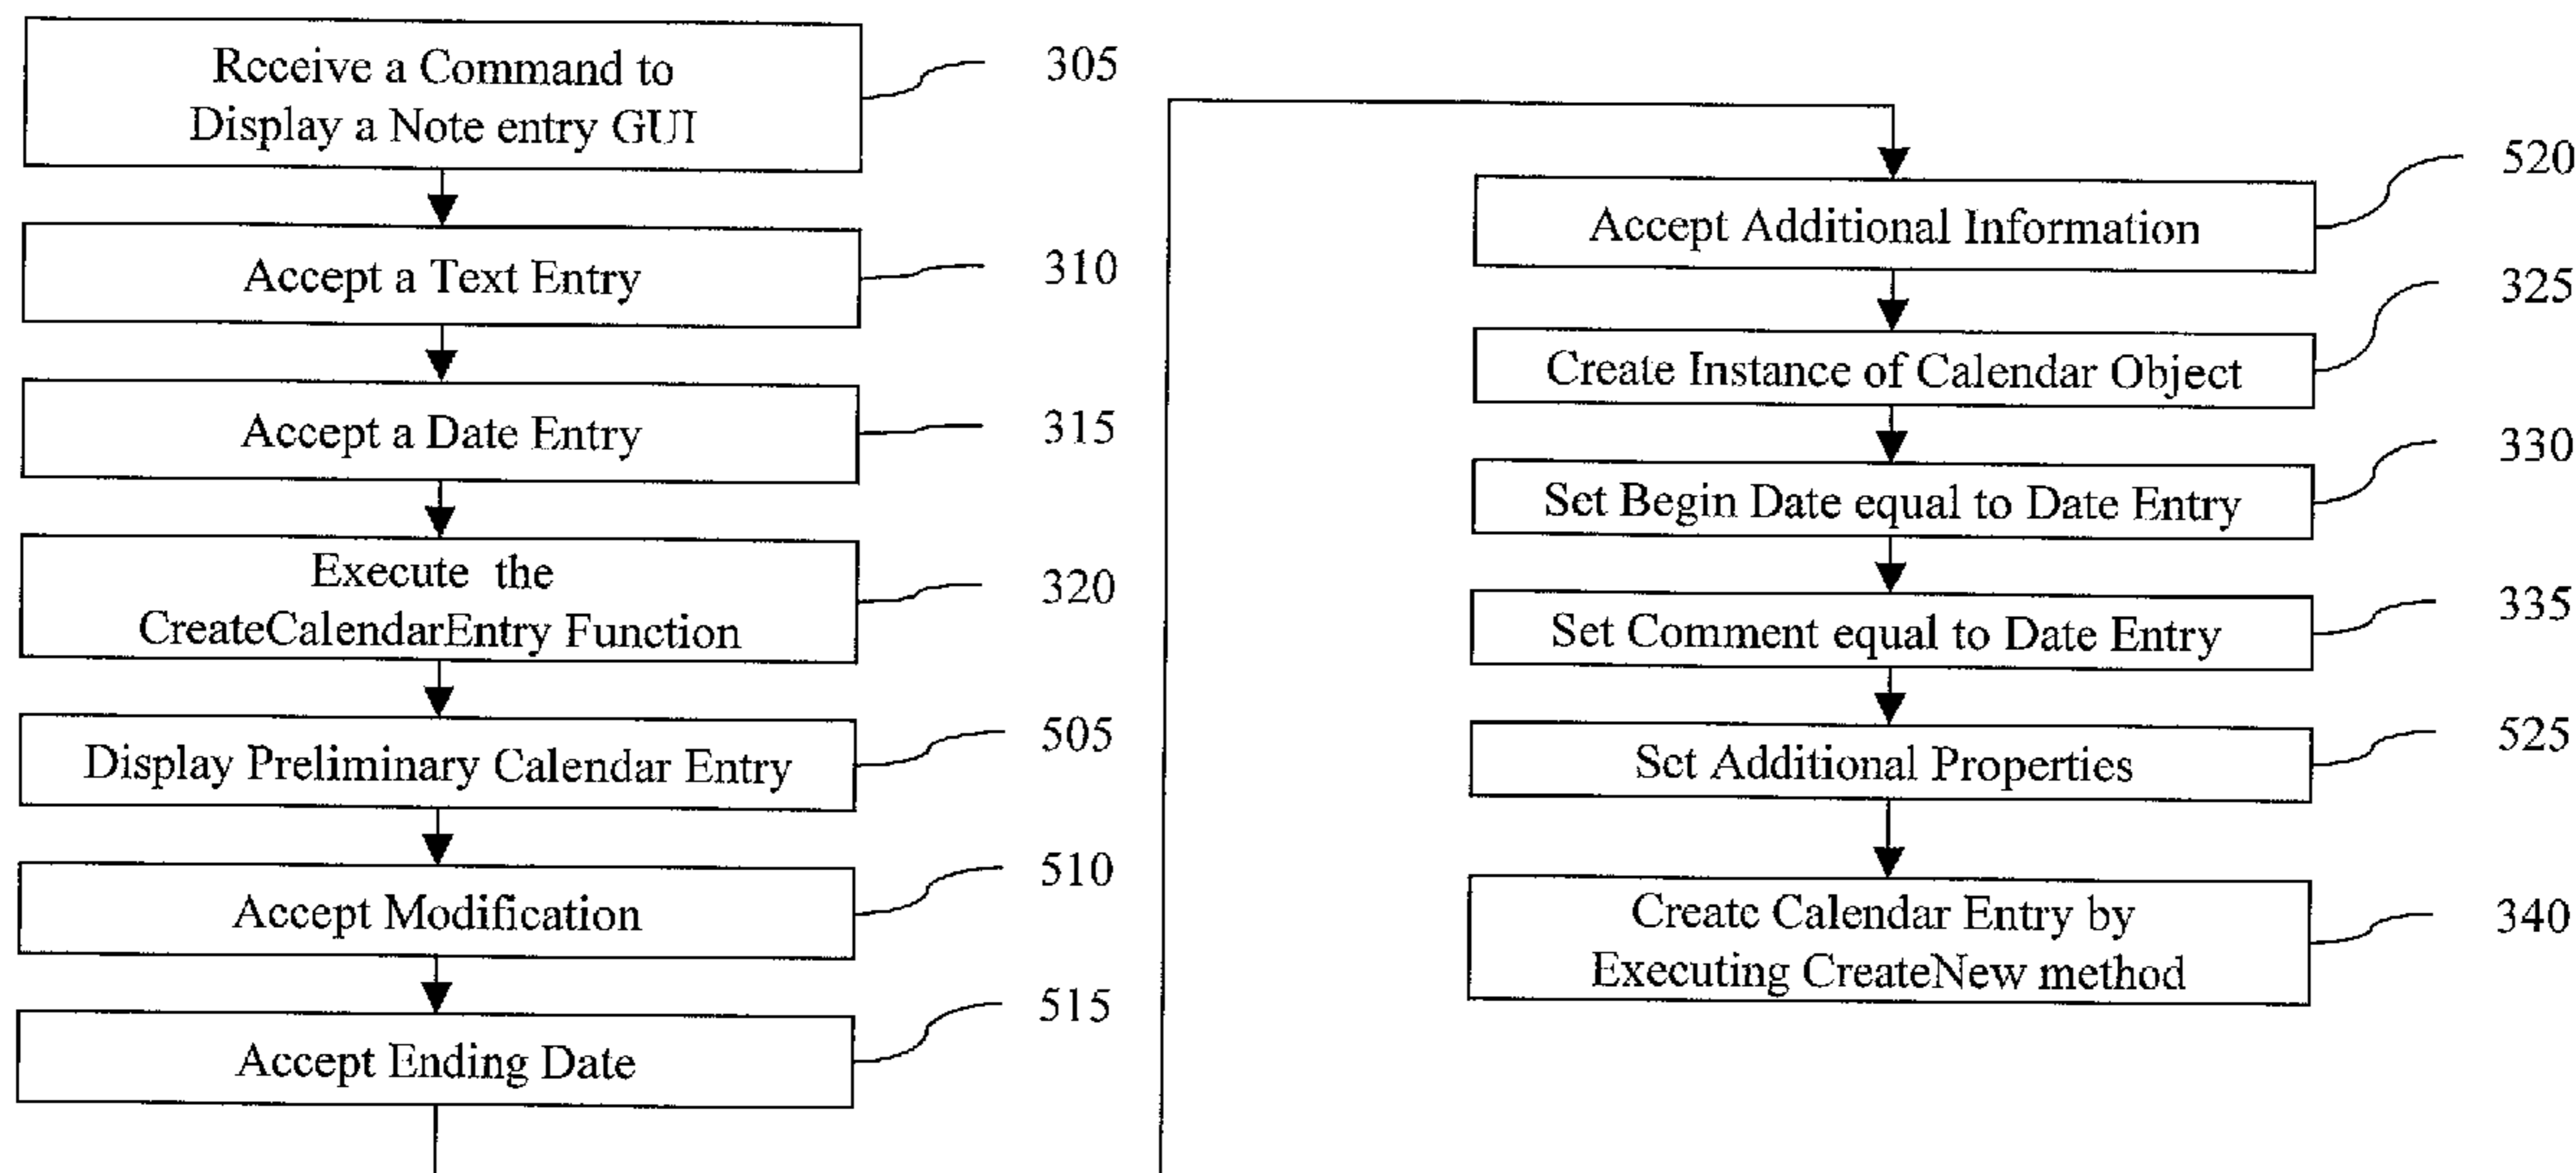 Receive a Command to
Display a Note entry GUI
305
Accept a Text Entry
310
Accept a Date Entry
315
Execute the
CreateCalendarEntry Function
320
Display Preliminary Calendar Entry
505
Accept Modification
510
Accept Ending Date
515
Accept Additional Information
520
Create Instance of Calendar Object
325
Set Begin Date equal to Date Entry
330
Set Comment equal to Date Entry
335
Set Additional Properties
525
Create Calendar Entry by
Executing CreateNew method
340